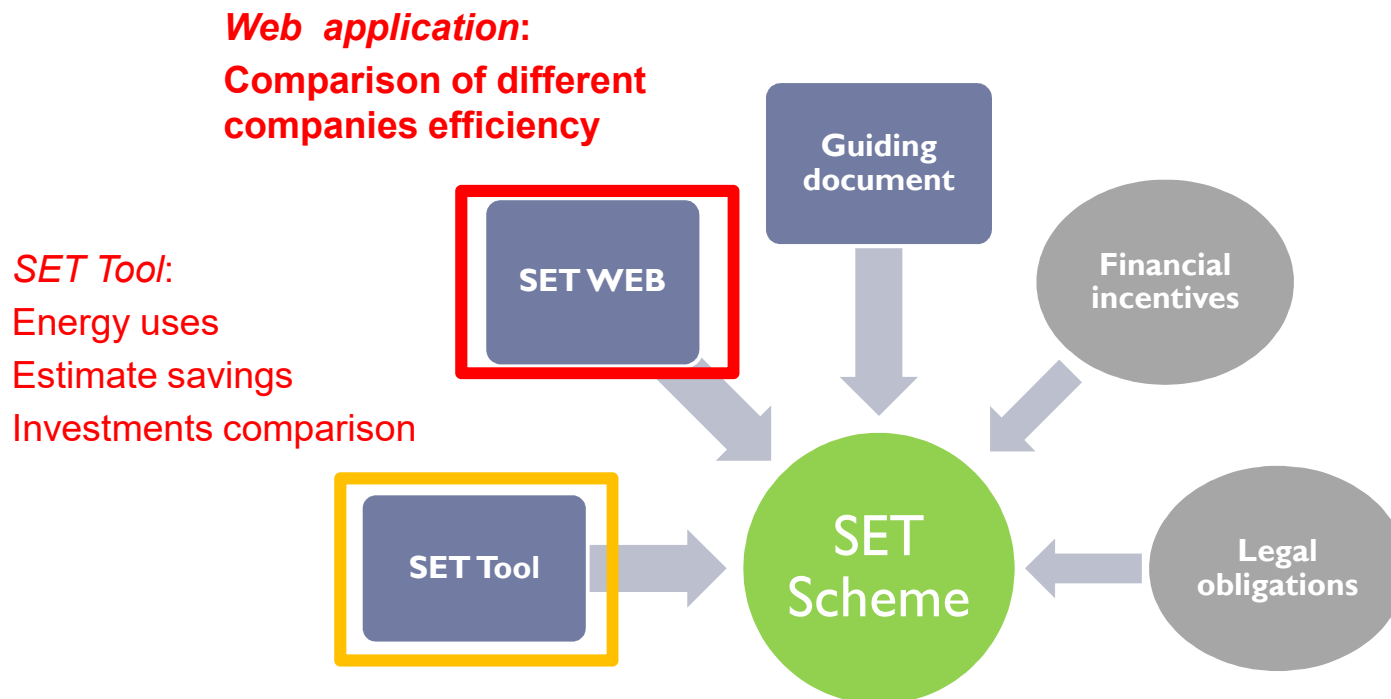 Web application:
Comparison of different
companies efficiency
Guiding
document
SET WEB
Financial
incentives
SET Tool:
Energy uses
Estimate savings
Investments comparison
SET Tool
SET
Scheme
Legal
obligations